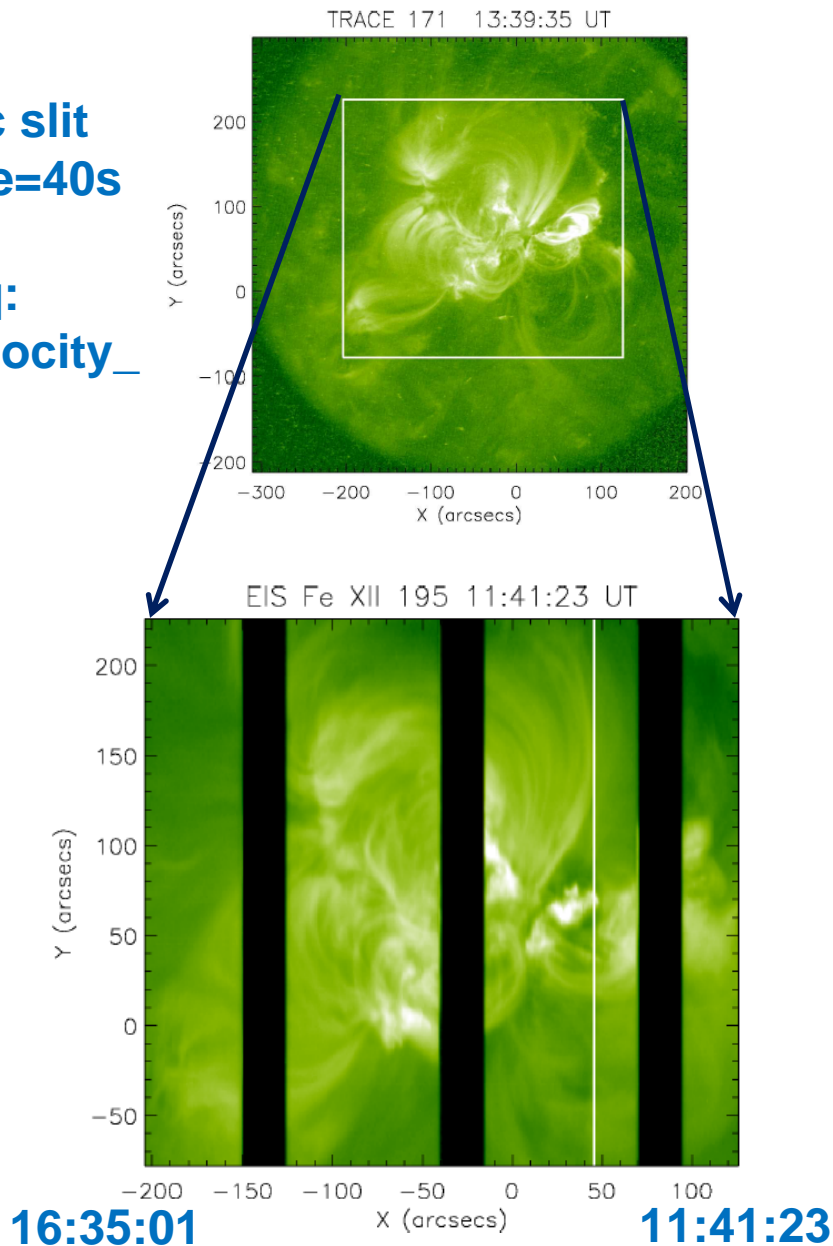 TRACE 171 13:39:35 UT
c slit
e=40s
:
ocity_
Y (arcsecs)
200
100
0
−100
−200
−300 −200 −100 0 100 200
X (arcsecs)
EIS Fe XII 195 11:41:23 UT
Y (arcsecs)
200
150
100
50
0
−50
−200 −150 −100 −50 0 50 100
X (arcsecs)
16:35:01
11:41:23